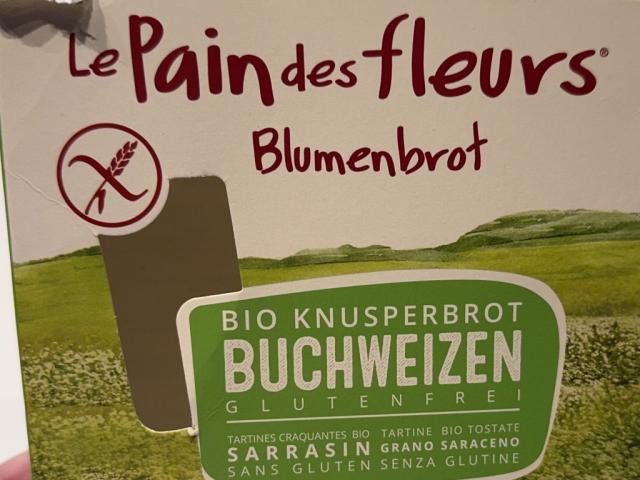 Le Pain des fleurs®
Blumenbrot
BIO KNUSPERBROT
BUCHWEIZEN
GLUTENFREI
TARTINES CRAQUANTES BIO
SARRASIN
SANS GLUTEN
TARTINE BIO TOSTATE
GRANO SARACENO
SENZA GLUTINE